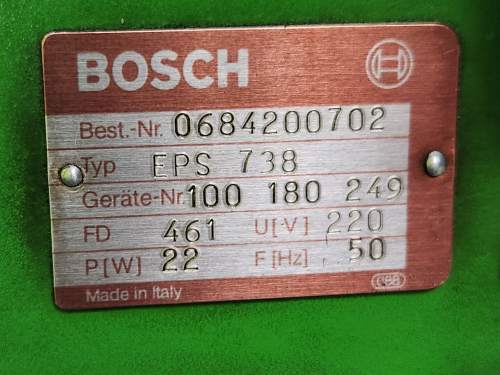 BOSCH
Best.-Nr. 0684200702
Typ EPS 738
Geräte-Nr. 100 180 249
FD 461 U[V] 220
P[W] 22 F[Hz] 50
Made in Italy